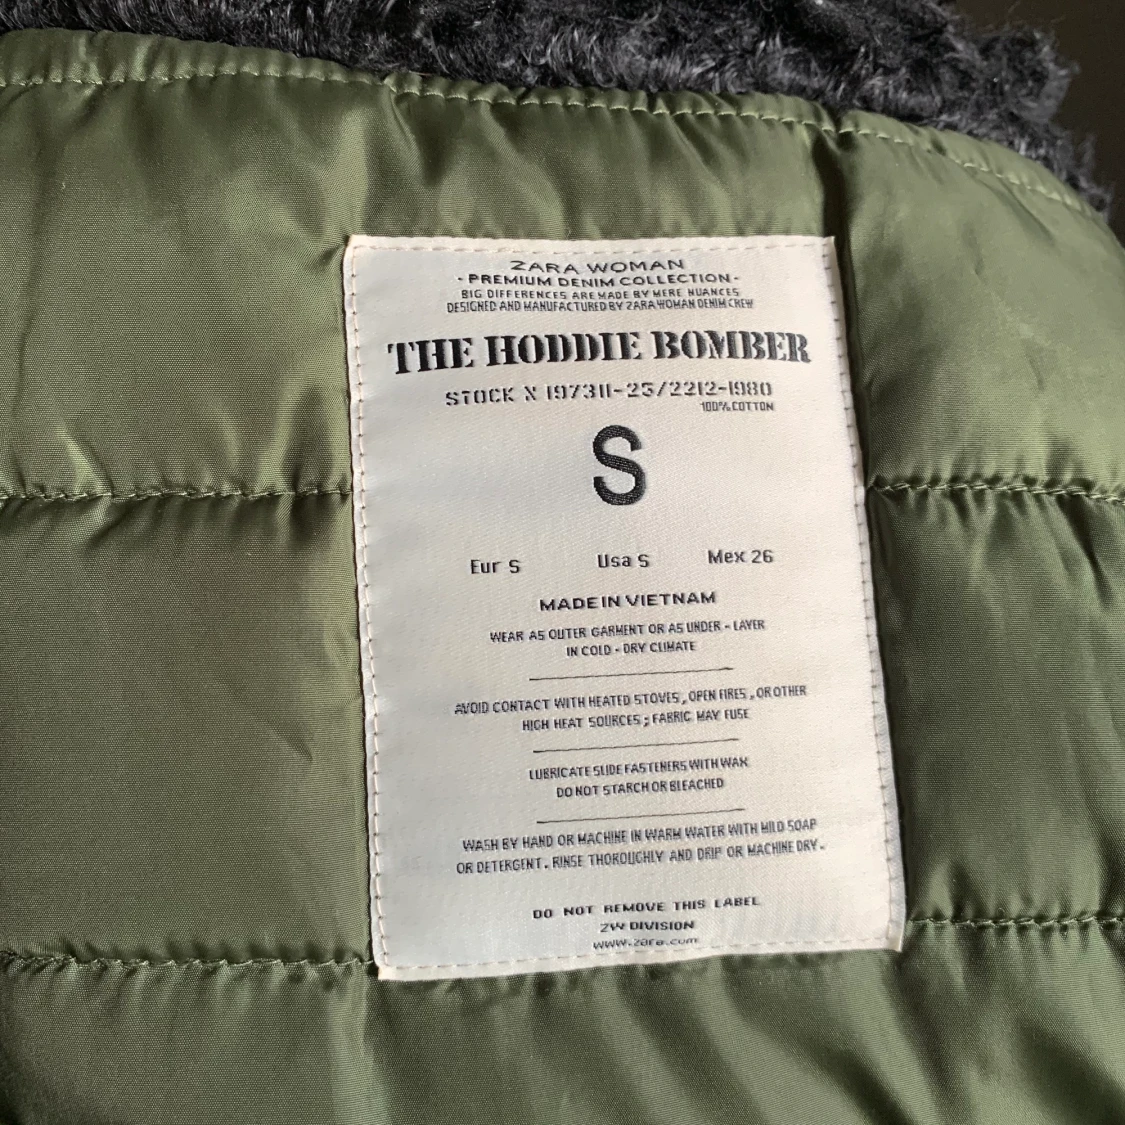 ZARA WOMAN
- PREMIUM DENIM COLLECTION -
BIG DIFFERENCES ARE MADE BY MERE NUANCES
DESIGNED AND MANUFACTURED BY ZARA WOMAN DENIM CREW
THE HODDIE BOMBER
STOCK X 197311-25/2212-1980
100% COTTON
S
Eur S Usa S Mex 26
MADE IN VIETNAM
WEAR AS OUTER GARMENT OR AS UNDER - LAYER
IN COLD - DRY CLIMATE
AVOID CONTACT WITH HEATED STOVES, OPEN FIRES, OR OTHER
HIGH HEAT SOURCES; FABRIC MAY FUSE
LUBRICATE SLIDE FASTENERS WITH WAX
DO NOT STARCH OR BLEACHED
WASH BY HAND OR MACHINE IN WARM WATER WITH MILD SOAP
OR DETERGENT. RINSE THOROUGHLY AND DRIP OR MACHINE DRY.
DO NOT REMOVE THIS LABEL
ZW DIVISION
www.zara.com